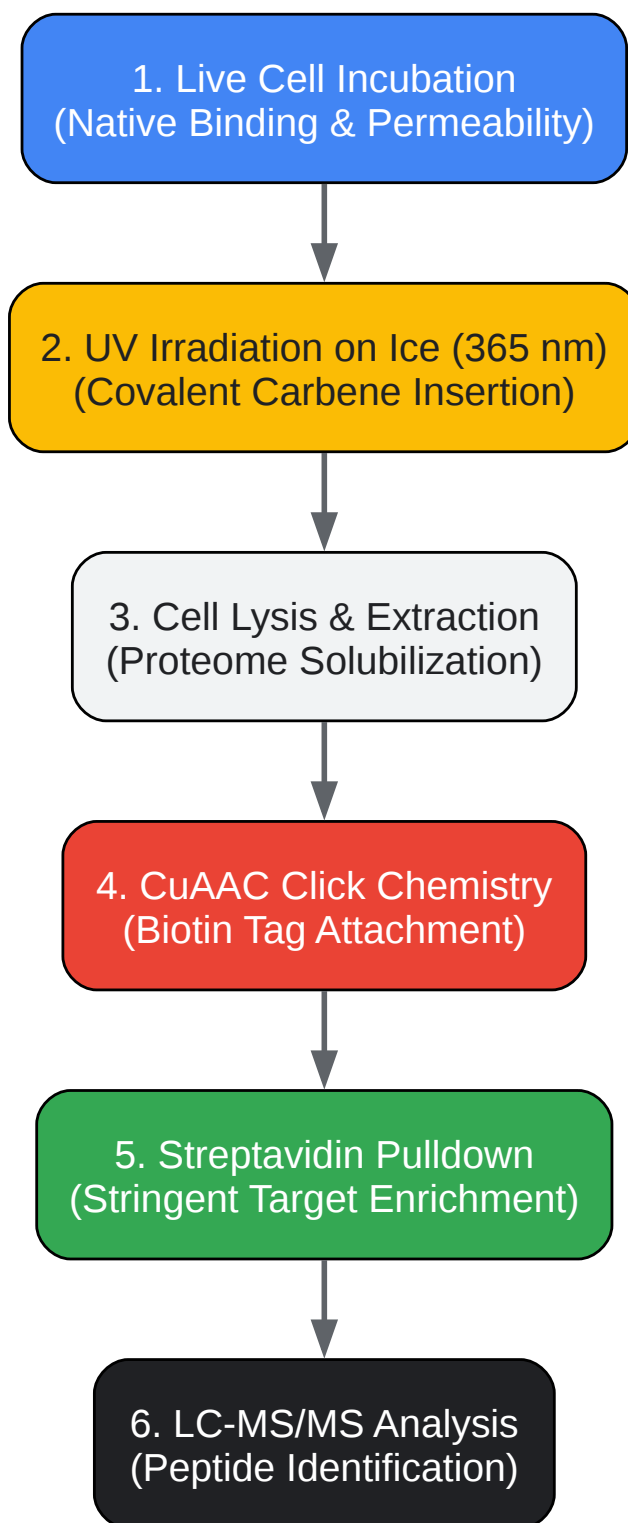 1. Live Cell Incubation
(Native Binding & Permeability)
2. UV Irradiation on Ice (365 nm)
(Covalent Carbene Insertion)
3. Cell Lysis & Extraction
(Proteome Solubilization)
4. CuAAC Click Chemistry
(Biotin Tag Attachment)
5. Streptavidin Pulldown
(Stringent Target Enrichment)
6. LC-MS/MS Analysis
(Peptide Identification)